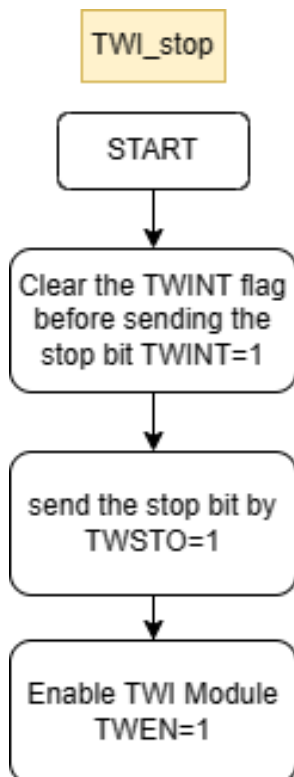 TWI_stop
START
Clear the TWINT flag
before sending the
stop bit TWINT=1
send the stop bit by
TWSTO=1
Enable TWI Module
TWEN=1